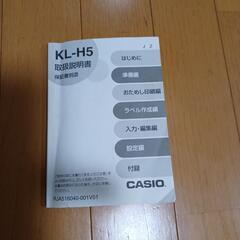 J Z
KL-H5
取扱説明書
保証書別添
はじめに
準備編
おためし印刷編
ラベル作成編
入力・編集編
設定編
付録
CASIO
RJA516040-001V01